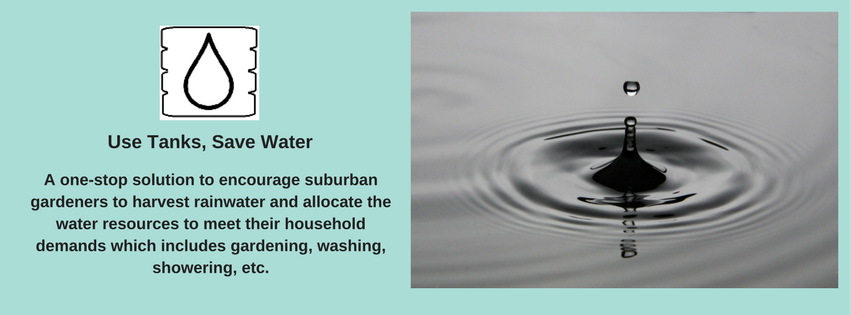 Use Tanks, Save Water
A one-stop solution to encourage suburban
gardeners to harvest rainwater and allocate the
water resources to meet their household
demands which includes gardening, washing,
showering, etc.